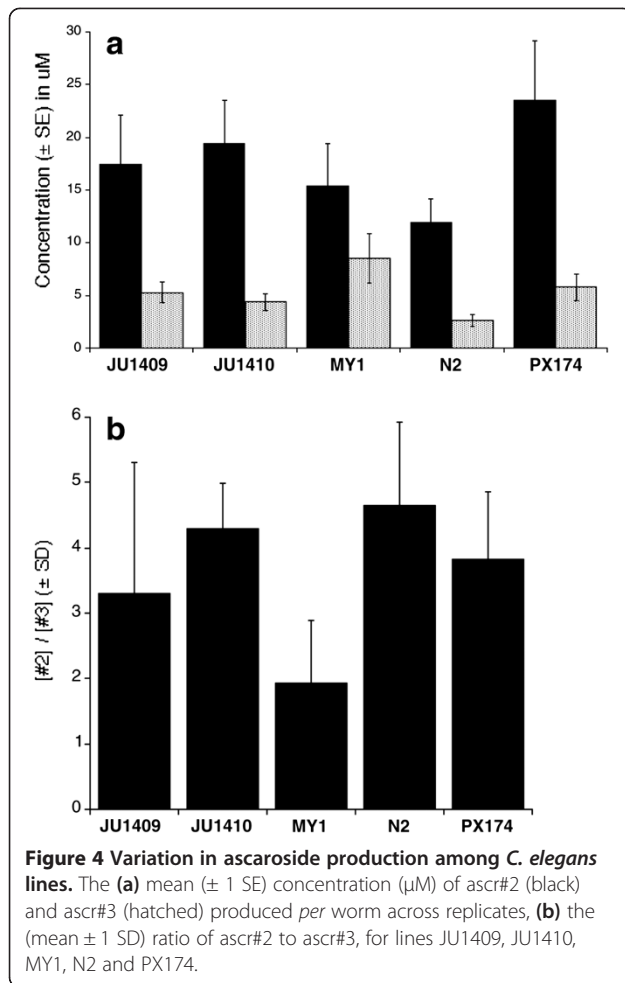 a
Concentration (± SE) in uM
30
25
20
15
10
5
0
JU1409 JU1410 MY1 N2 PX174
b
[#2] / [#3] (± SD)
6
5
4
3
2
1
0
JU1409 JU1410 MY1 N2 PX174
Figure 4 Variation in ascaroside production among C. elegans
lines. The (a) mean (± 1 SE) concentration (μM) of ascr#2 (black)
and ascr#3 (hatched) produced per worm across replicates, (b) the
(mean ± 1 SD) ratio of ascr#2 to ascr#3, for lines JU1409, JU1410,
MY1, N2 and PX174.